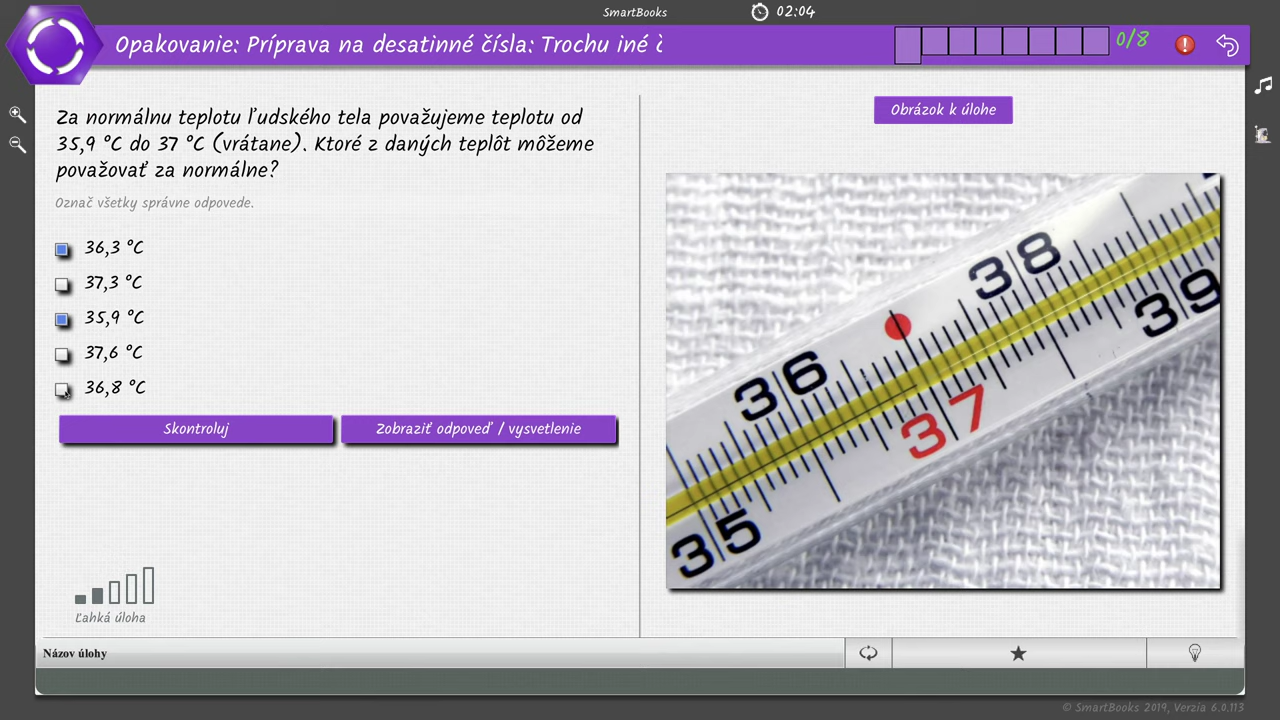 SmartBooks
02:04
Opakovanie: Príprava na desatinné čísla: Trochu iné č
0/8
Za normálnu teplotu ľudského tela považujeme teplotu od
35,9 °C do 37 °C (vrátane). Ktoré z daných teplôt môžeme
považovať za normálne?
Označ všetky správne odpovede.
36,3 °C
37,3 °C
35,9 °C
37,6 °C
36,8 °C
Skontroluj
Zobraziť odpoveď / vysvetlenie
Ľahká úloha
Obrázok k úlohe
38
39
36
37
35
Názov úlohy
© SmartBooks 2019, Verzia 6.0.113